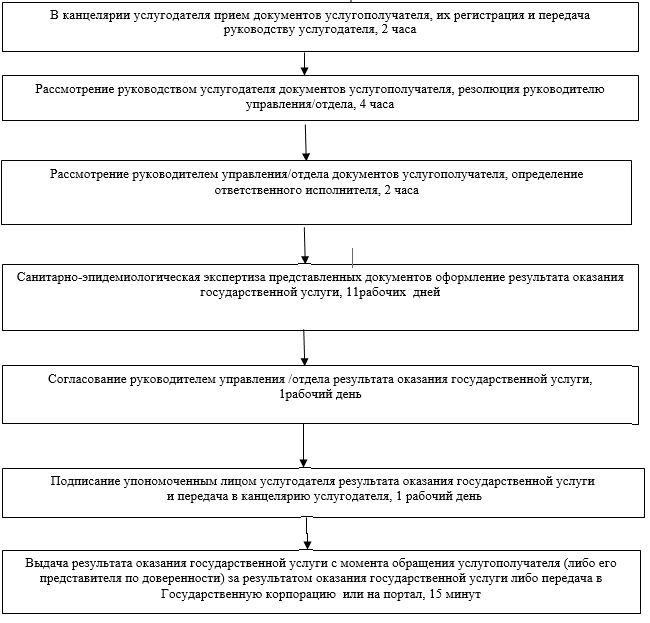 В канцелярии услугодателя прием документов услугополучателя, их регистрация и передача
руководству услугодателя, 2 часа
Рассмотрение руководством услугодателя документов услугополучателя, резолюция руководителю
управления/отдела, 4 часа
Рассмотрение руководителем управления/отдела документов услугополучателя, определение
ответственного исполнителя, 2 часа
Санитарно-эпидемиологическая экспертиза представленных документов оформление результата оказания
государственной услуги, 11рабочих дней
Согласование руководителем управления /отдела результата оказания государственной услуги,
1рабочий день
Подписание упономоченным лицом услугодателя результата оказания государственной услуги
и передача в канцелярию услугодателя, 1 рабочий день
Выдача результата оказания государственной услуги с момента обращения услугополучателя (либо его
представителя по доверенности) за результатом оказания государственной услуги либо передача в
Государственную корпорацию или на портал, 15 минут